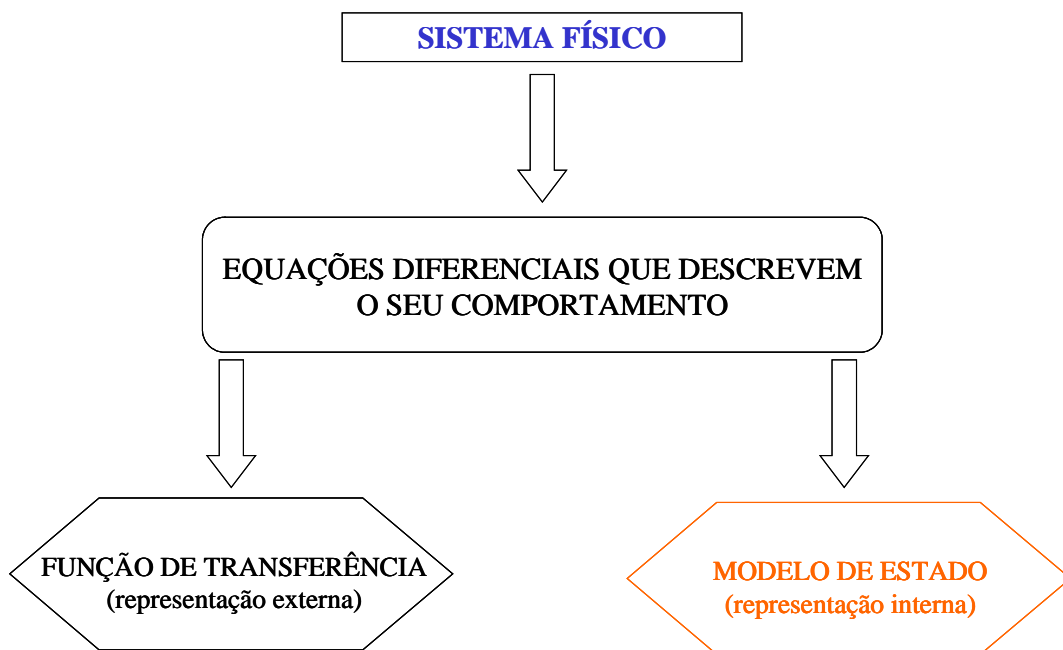 SISTEMA FÍSICO
EQUAÇÕES DIFERENCIAIS QUE DESCREVEM
O SEU COMPORTAMENTO
FUNÇÃO DE TRANSFERÊNCIA
(representação externa)
MODELO DE ESTADO
(representação interna)